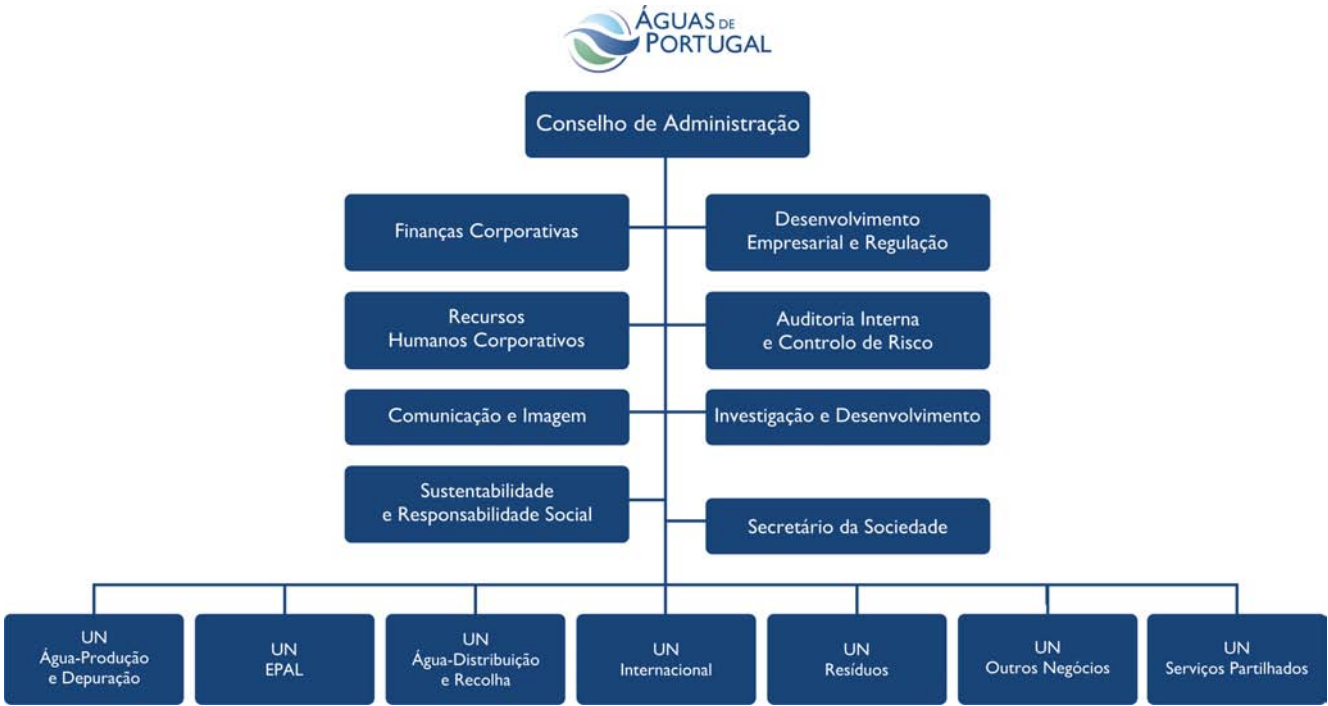 ÁGUAS DE
PORTUGAL
Conselho de Administração
Finanças Corporativas
Desenvolvimento
Empresarial e Regulação
Recursos
Humanos Corporativos
Auditoria Interna
e Controlo de Risco
Comunicação e Imagem
Investigação e Desenvolvimento
Sustentabilidade
e Responsabilidade Social
Secretário da Sociedade
UN
Água-Produção
e Depuração
UN
EPAL
UN
Água-Distribuição
e Recolha
UN
Internacional
UN
Resíduos
UN
Outros Negócios
UN
Serviços Partilhados